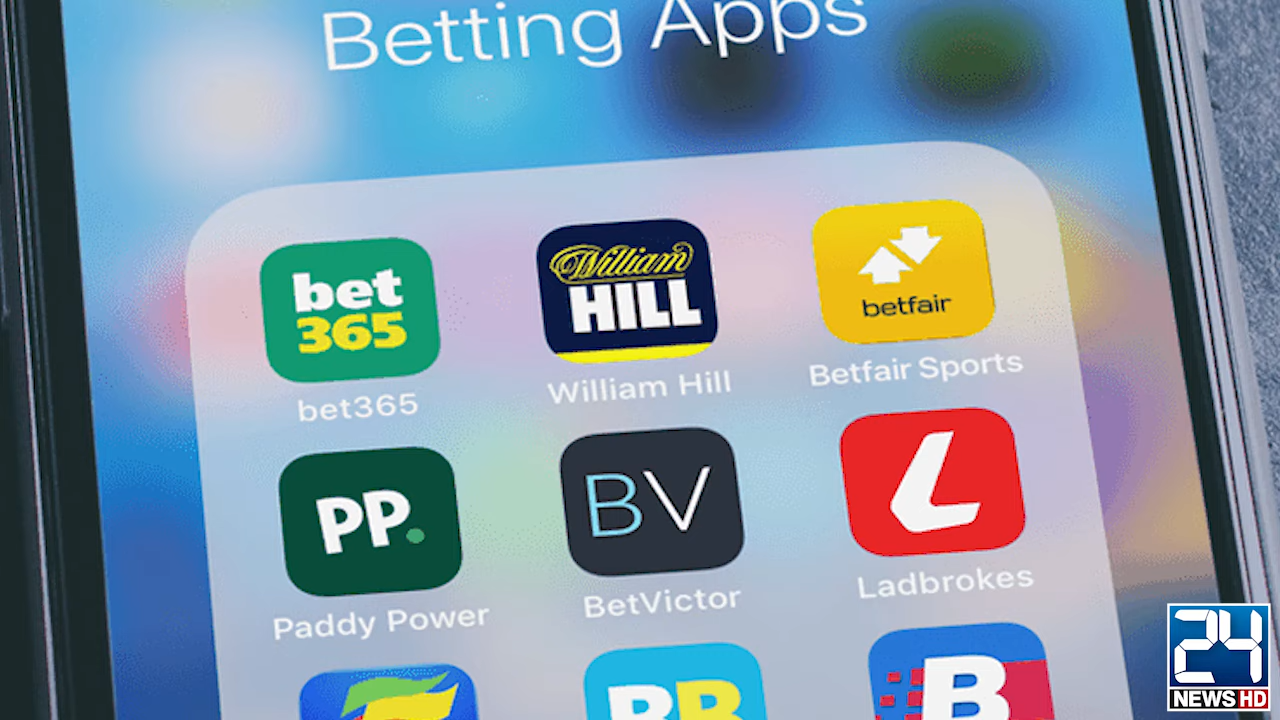 Betting Apps
bet
365
William
HILL
betfair
bet365
William Hill
Betfair Sports
PP.
BV
L
Paddy Power
BetVictor
Ladbrokes
BB
B
24
NEWS HD